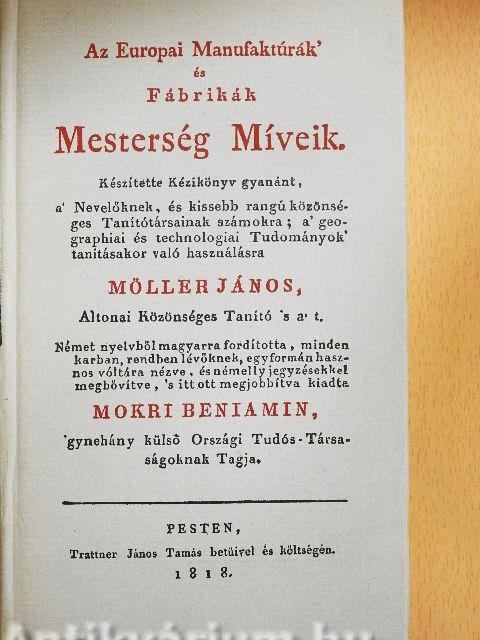 Az Europai Manufaktúrák'
és
Fábrikák
Mesterség Míveik.
Készítette Kézikönyv gyanánt,
a' Nevelőknek, és kissebb rangú közönsé-
ges Tanítótársainak számokra; a' geo-
graphiai és technologiai Tudományok'
tanításakor való használásra
MÖLLER JÁNOS,
Altonai Közönséges Tanító 's a' t.
Német nyelvből magyarra fordította, minden
karban, rendben lévőknek, egyformán hasz-
nos vóltára nézve, és némelly jegyzésekkel
megbővítve, 's itt ott megjobbítva kiadta
MOKRI BENIAMIN,
'gynehány külső Országi Tudós-Társa-
ságoknak Tagja.
PESTEN,
Trattner János Tamás betűivel és költségén.
1818.
Antikvárium.hu